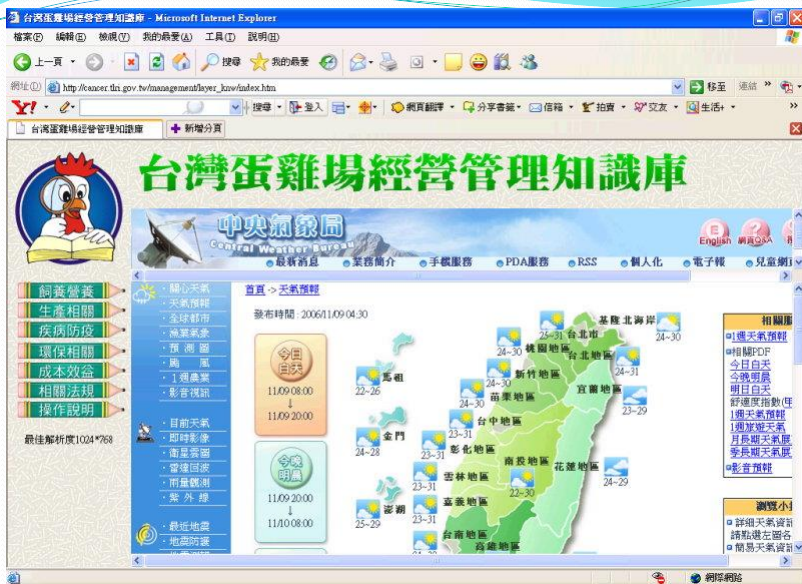 台灣蛋雞場經營管理知識庫 - Microsoft Internet Explorer
檔案(F) 編輯(E) 檢視(V) 我的最愛(A) 工具(T) 說明(H)
上一頁 搜尋 我的最愛
網址(D) http://cancer.tlri.gov.tw/management/layer_knw/index.htm 移至 連結 »
Y! 搜尋 登入 網頁翻譯 分享書籤 信箱 拍賣 交友 生活+ »
台灣蛋雞場經營管理知識庫 新增分頁
台灣蛋雞場經營管理知識庫
中央氣象局
Central Weather Bureau
English 網頁Q&A
最新消息 業務簡介 手機服務 PDA服務 RSS 個人化 電子報 兒童網
飼養營養
生產相關
疾病防疫
環保相關
成本效益
相關法規
操作說明
最佳解析度1024*768
關心天氣
天氣預報
全球都市
漁業氣象
預測圖
颱風
1週農業
影音視訊
目前天氣
即時影像
衛星雲圖
雷達回波
雨量觀測
紫外線
最近地震
地震防護
首頁 -> 天氣預報
發布時間 : 2006/11/09 04:30
今日
白天
11/09 08:00
↓
11/09 20:00
今晚
明晨
11/09 20:00
↓
11/10 08:00
馬祖
22~26
金門
24~28
澎湖
25~29
基隆北海岸
24~30
台北市
25~31
台北地區
24~31
桃園地區
24~30
新竹地區
24~30
苗栗地區
24~30
宜蘭地區
23~29
台中地區
23~31
彰化地區
23~31
南投地區
22~30
花蓮地區
24~29
雲林地區
23~31
嘉義地區
23~31
台南地區
高雄地區
相關服
1週天氣預報
相關PDF
今日白天
今晚明晨
明日白天
舒適度指數(甲
1週天氣預報
1週旅遊天氣
月長期天氣展
季長期天氣展
影音預報
瀏覽小
詳細天氣資訊
請點選左圖各
簡易天氣資訊
網際網路